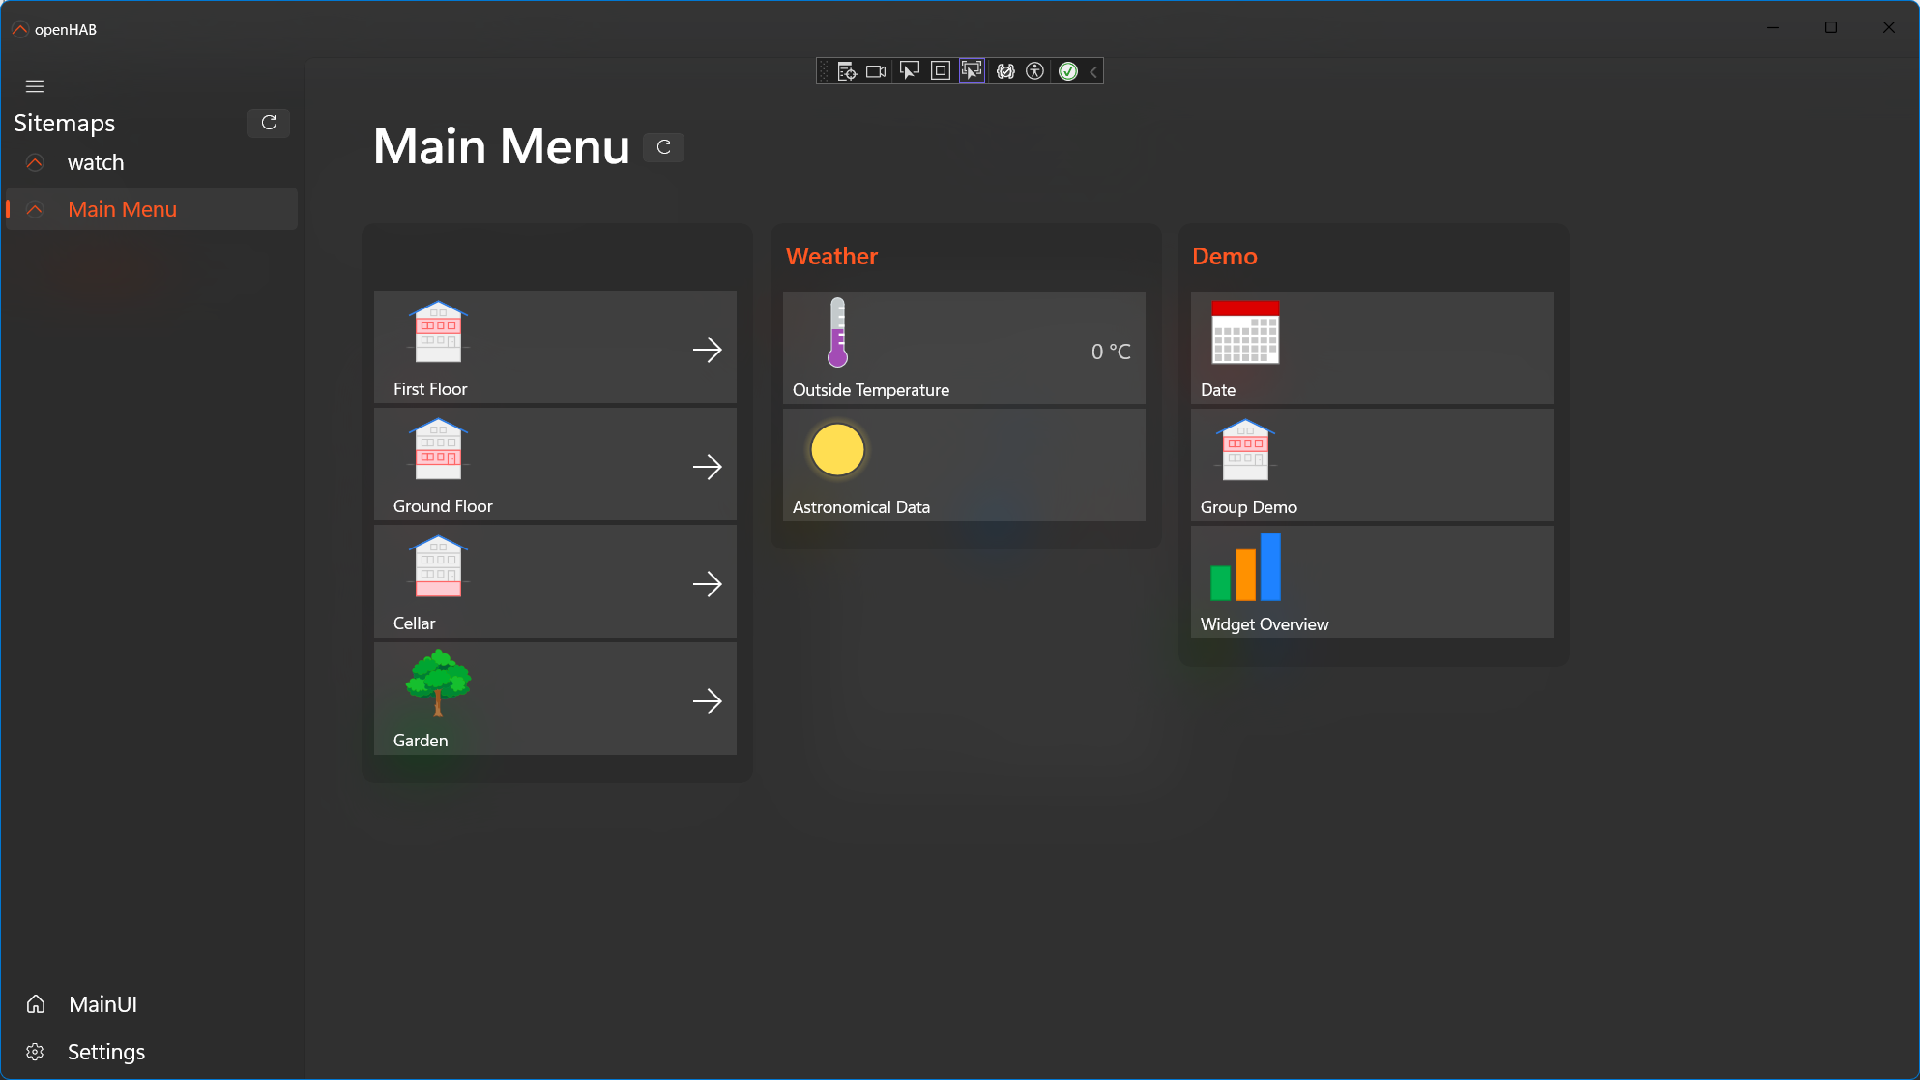 openHAB
Sitemaps
watch
Main Menu
MainUI
Settings
Main Menu
First Floor
Ground Floor
Cellar
Garden
Weather
Outside Temperature
0 °C
Astronomical Data
Demo
Date
Group Demo
Widget Overview